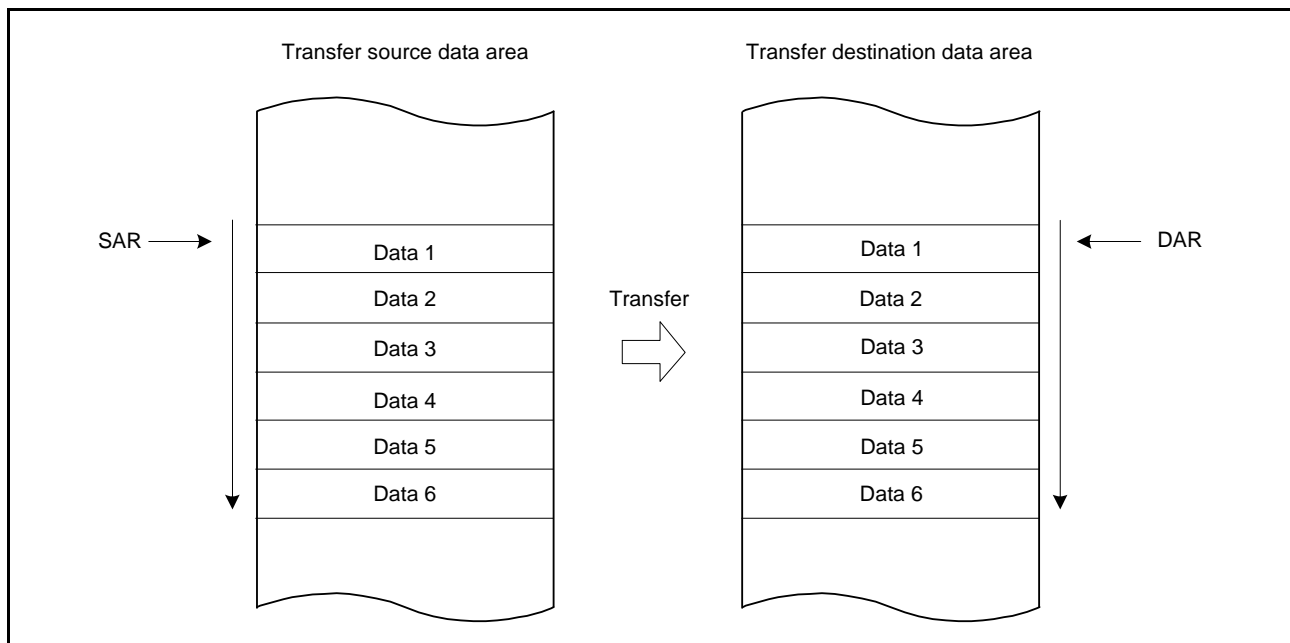 Transfer source data area
Transfer destination data area
SAR
Data 1
Data 2
Data 3
Data 4
Data 5
Data 6
Transfer
Data 1
Data 2
Data 3
Data 4
Data 5
Data 6
DAR